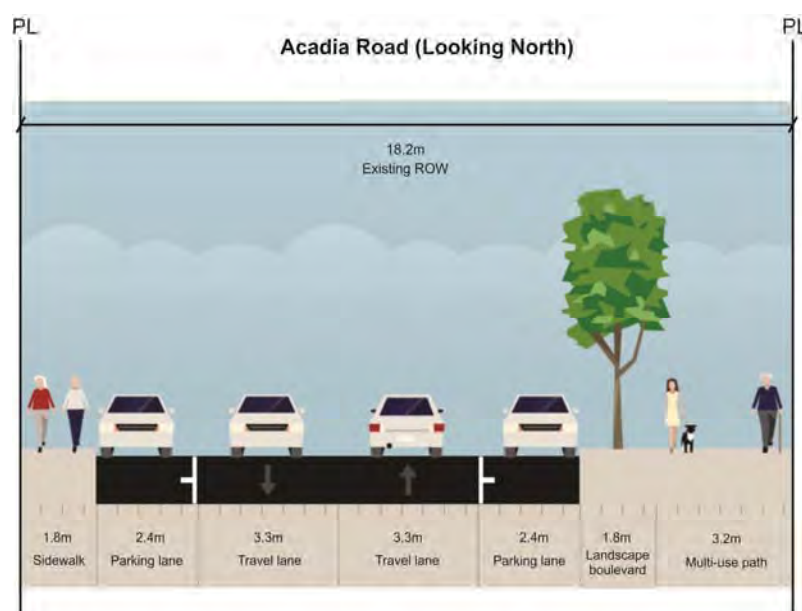 PL
PL
Acadia Road (Looking North)
18.2m
Existing ROW
1.8m
Sidewalk
2.4m
Parking lane
3.3m
Travel lane
3.3m
Travel lane
2.4m
Parking lane
1.8m
Landscape
boulevard
3.2m
Multi-use path